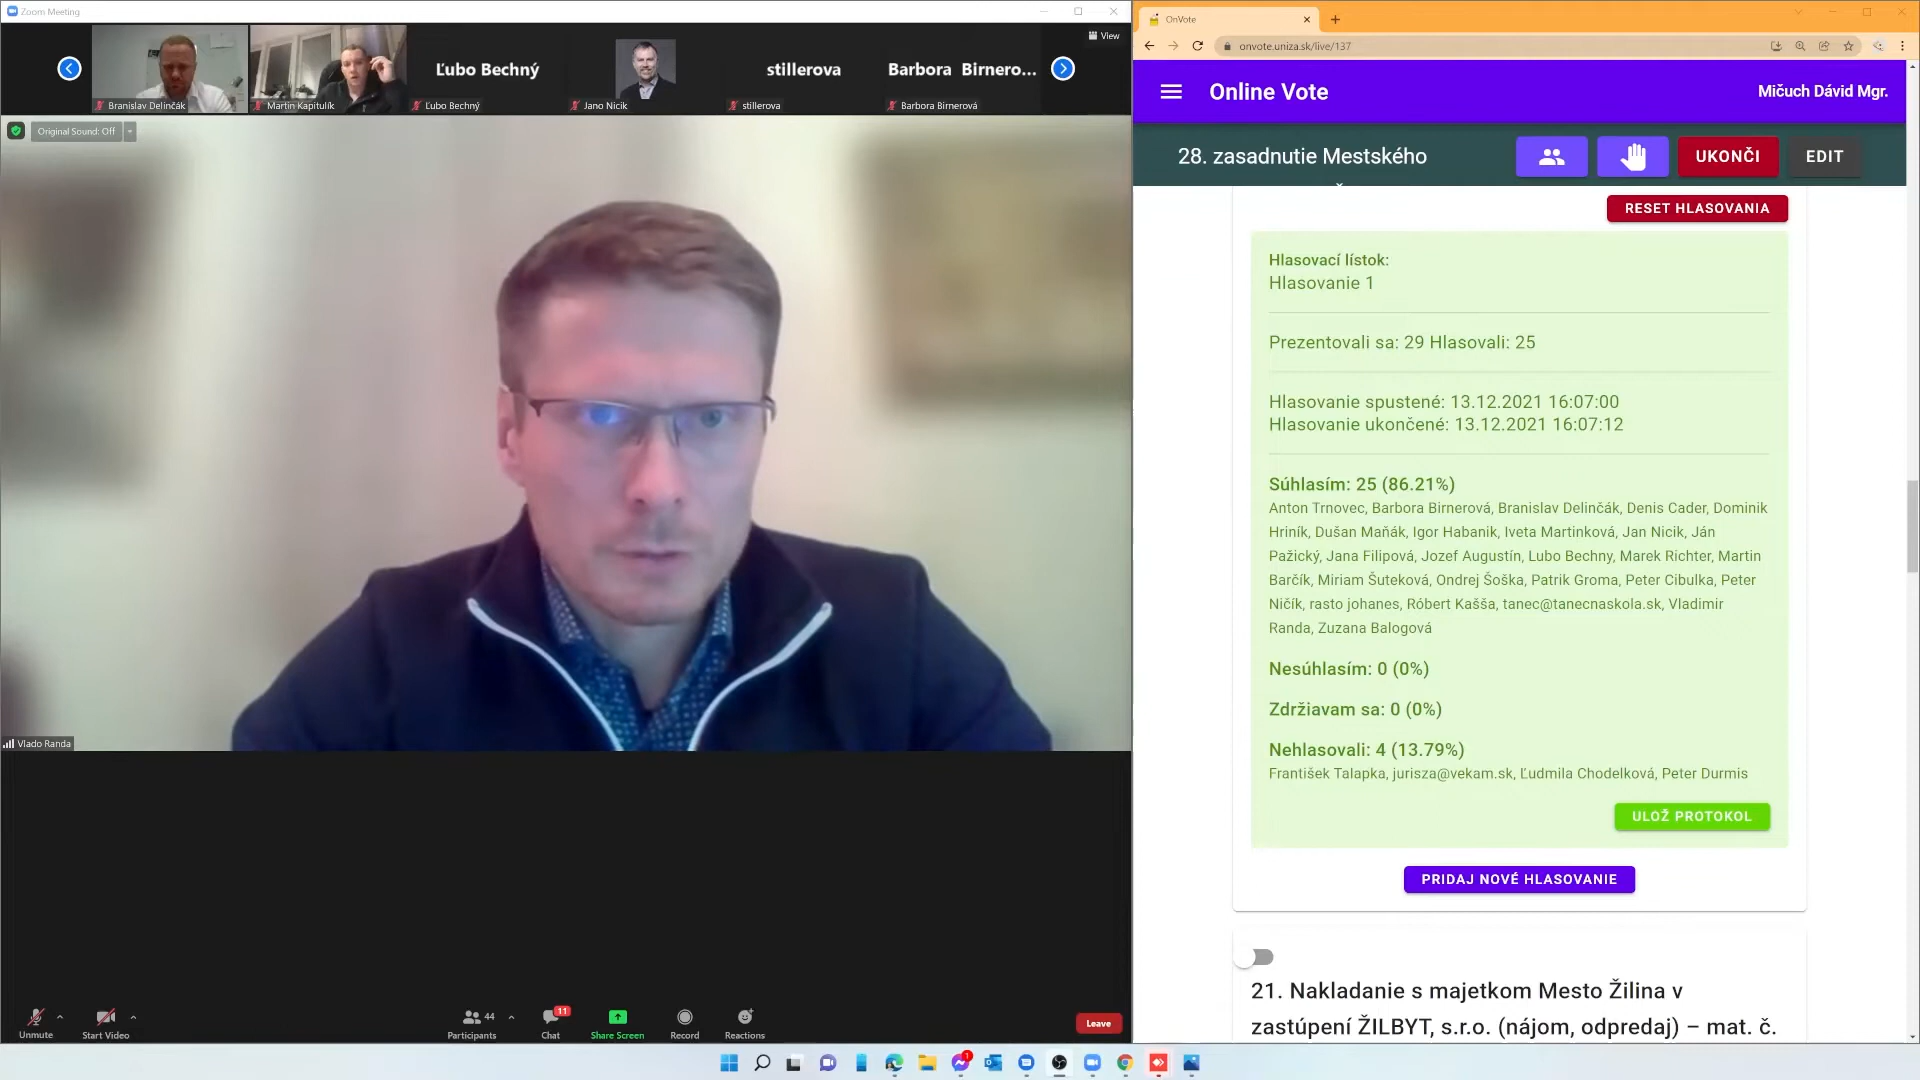 Zoom Meeting
View
Ľubo Bechný
stillerova
Barbora Birnero...
Branislav Delinčák
Martin Kapitulík
Ľubo Bechný
Jano Nicik
stillerova
Barbora Birnerová
Original Sound: Off
Vlado Randa
Unmute
Start Video
44
Participants
11
Chat
Share Screen
Record
Reactions
Leave
OnVote
onvote.uniza.sk/live/137
Online Vote
Mičuch Dávid Mgr.
28. zasadnutie Mestského
UKONČI
EDIT
RESET HLASOVANIA
Hlasovací lístok:
Hlasovanie 1
Prezentovali sa: 29 Hlasovali: 25
Hlasovanie spustené: 13.12.2021 16:07:00
Hlasovanie ukončené: 13.12.2021 16:07:12
Súhlasím: 25 (86.21%)
Anton Trnovec, Barbora Birnerová, Branislav Delinčák, Denis Cader, Dominik
Hriník, Dušan Maňák, Igor Habanik, Iveta Martinková, Jan Nicik, Ján
Pažický, Jana Filipová, Jozef Augustín, Lubo Bechny, Marek Richter, Martin
Barčík, Miriam Šuteková, Ondrej Šoška, Patrik Groma, Peter Cibulka, Peter
Ničík, rasto johanes, Róbert Kašša, tanec@tanecnaskola.sk, Vladimir
Randa, Zuzana Balogová
Nesúhlasím: 0 (0%)
Zdržiavam sa: 0 (0%)
Nehlasovali: 4 (13.79%)
František Talapka, jurisza@vekam.sk, Ľudmila Chodelková, Peter Durmis
ULOŽ PROTOKOL
PRIDAJ NOVÉ HLASOVANIE
21. Nakladanie s majetkom Mesto Žilina v
zastúpení ŽILBYT, s.r.o. (nájom, odpredaj) – mat. č.
1